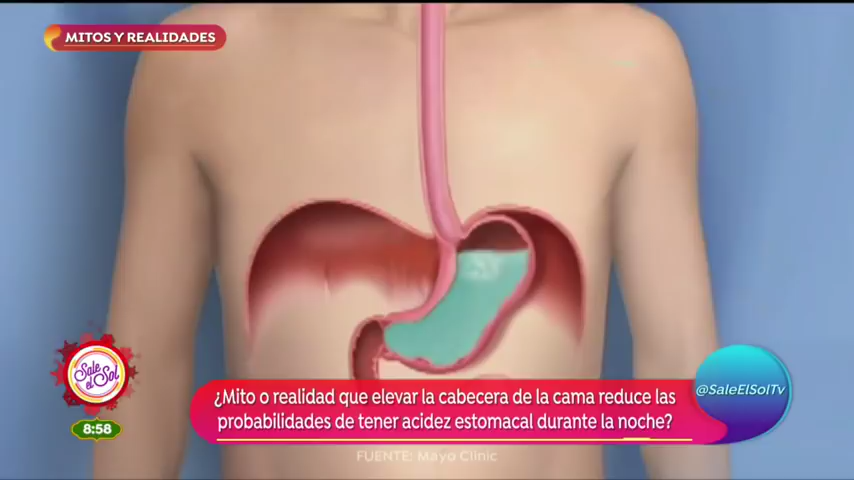 MITOS Y REALIDADES
Sale
el Sol
8:58
¿Mito o realidad que elevar la cabecera de la cama reduce las
probabilidades de tener acidez estomacal durante la noche?
@SaleElSolTv
FUENTE: Mayo Clinic